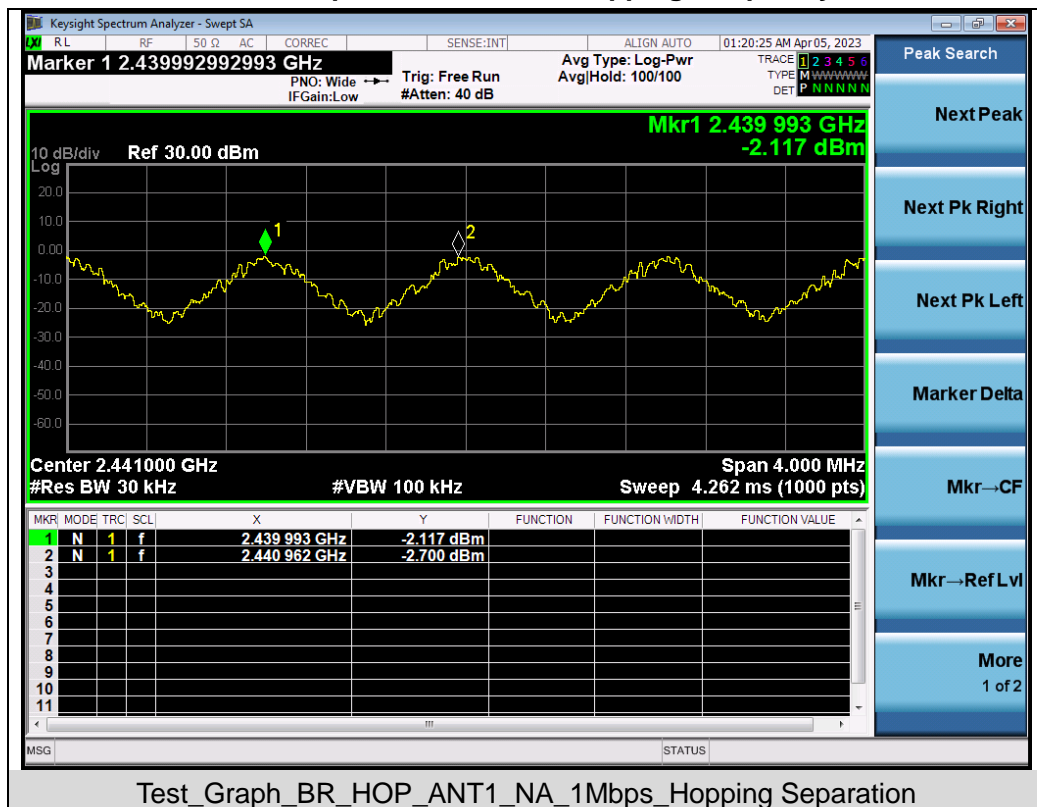 Keysight Spectrum Analyzer - Swept SA
LXI RL RF 50 Ω AC CORREC SENSE:INT ALIGN AUTO 01:20:25 AM Apr 05, 2023
Marker 1 2.439992992993 GHz
PNO: Wide
IFGain:Low
Trig: Free Run
#Atten: 40 dB
Avg Type: Log-Pwr
Avg|Hold: 100/100
TRACE 1 2 3 4 5 6
TYPE M WWWWW
DET P N N N N N
Peak Search
Next Peak
Next Pk Right
Next Pk Left
Marker Delta
Mkr→CF
Mkr→Ref Lvl
More
1 of 2
Mkr1 2.439 993 GHz
-2.117 dBm
10 dB/div Ref 30.00 dBm
Log
20.0
10.0
0.00
-10.0
-20.0
-30.0
-40.0
-50.0
-60.0
1
2
Center 2.441000 GHz Span 4.000 MHz
#Res BW 30 kHz #VBW 100 kHz Sweep 4.262 ms (1000 pts)
MKR MODE TRC SCL X Y FUNCTION FUNCTION WIDTH FUNCTION VALUE
1 N 1 f 2.439 993 GHz -2.117 dBm
2 N 1 f 2.440 962 GHz -2.700 dBm
3
4
5
6
7
8
9
10
11
MSG STATUS
Test_Graph_BR_HOP_ANT1_NA_1Mbps_Hopping Separation